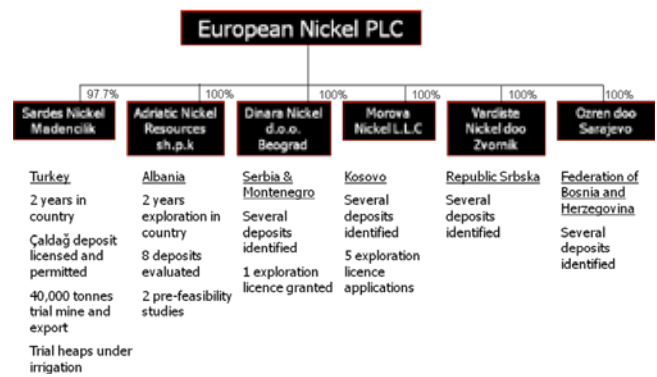 European Nickel PLC
97.7%
100%
100%
100%
100%
100%
Sardes Nickel
Madencilik
Adriatic Nickel
Resources
sh.p.k
Dinara Nickel
d.o.o.
Beograd
Morova
Nickel L.L.C
Vardiste
Nickel doo
Zvornik
Ozren doo
Sarajevo
Turkey
2 years in
country
Çaldağ deposit
licensed and
permitted
40,000 tonnes
trial mine and
export
Trial heaps under
irrigation
Albania
2 years
exploration in
country
8 deposits
evaluated
2 pre-feasibility
studies
Serbia &
Montenegro
Several
deposits
identified
1 exploration
licence granted
Kosovo
Several
deposits
identified
5 exploration
licence
applications
Republic Srbska
Several
deposits
identified
Federation of
Bosnia and
Herzegovina
Several
deposits
identified